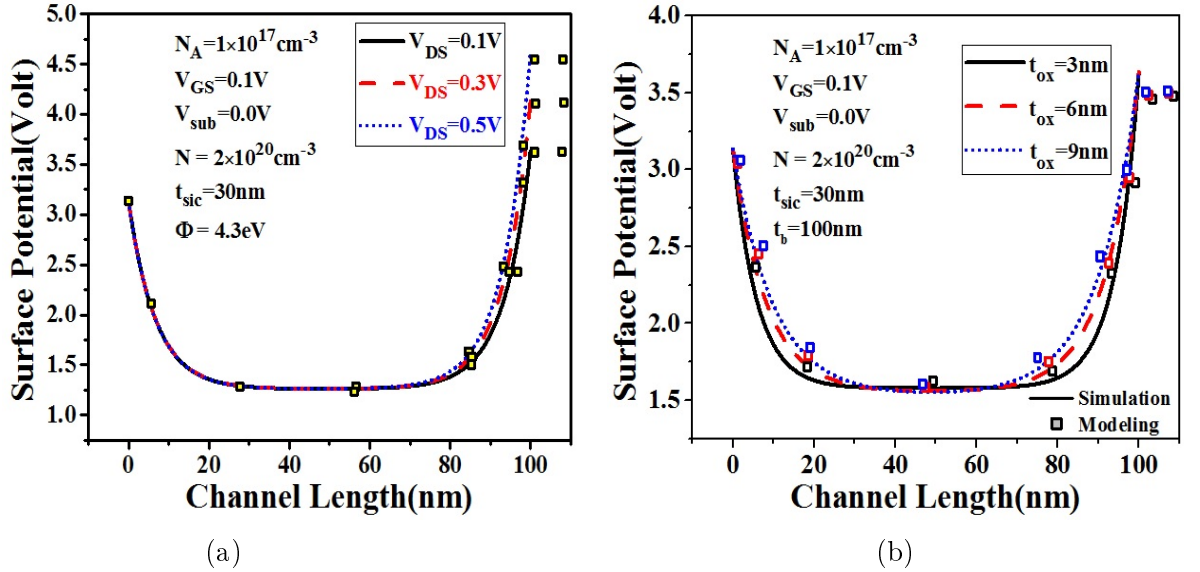 Surface Potential(Volt)
5.0
4.5
4.0
3.5
3.0
2.5
2.0
1.5
1.0
N_A=1×10^17cm^-3
V_GS=0.1V
V_sub=0.0V
N = 2×10^20cm^-3
t_sic=30nm
Φ = 4.3eV
V_DS=0.1V
V_DS=0.3V
V_DS=0.5V
0 20 40 60 80 100
Channel Length(nm)
(a)
Surface Potential(Volt)
4.0
3.5
3.0
2.5
2.0
1.5
N_A=1×10^17cm^-3
V_GS=0.1V
V_sub=0.0V
N = 2×10^20cm^-3
t_sic=30nm
t_b=100nm
t_ox=3nm
t_ox=6nm
t_ox=9nm
Simulation
Modeling
0 20 40 60 80 100
Channel Length(nm)
(b)